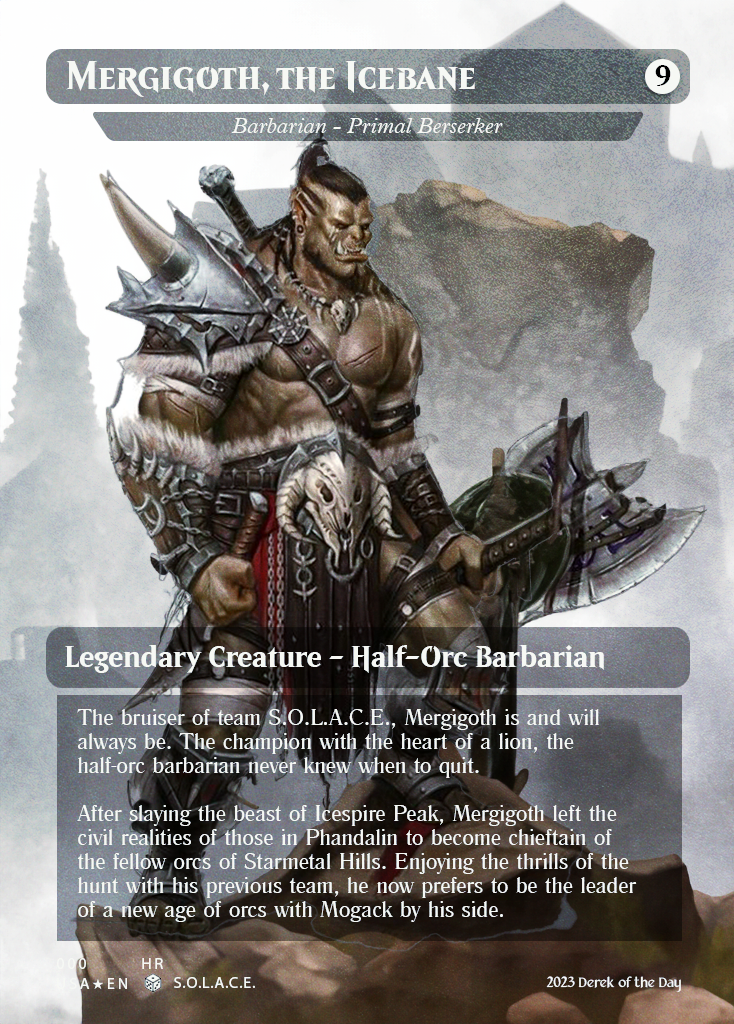 Mergigoth, the Icebane
9
Barbarian - Primal Berserker
Legendary Creature - Half-Orc Barbarian
The bruiser of team S.O.L.A.C.E., Mergigoth is and will
always be. The champion with the heart of a lion, the
half-orc barbarian never knew when to quit.
After slaying the beast of Icespire Peak, Mergigoth left the
civil realities of those in Phandalin to become chieftain of
the fellow orcs of Starmetal Hills. Enjoying the thrills of the
hunt with his previous team, he now prefers to be the leader
of a new age of orcs with Mogack by his side.
HR
★ EN S.O.L.A.C.E.
2023 Derek of the Day